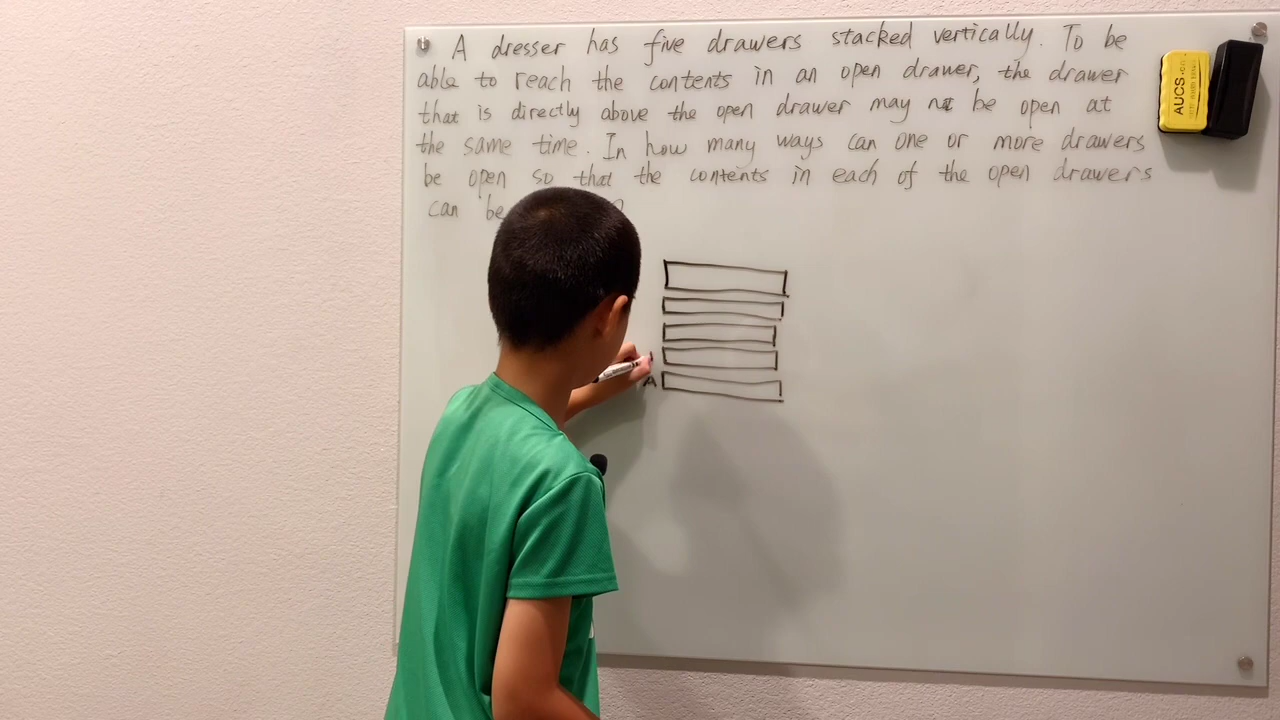 A dresser has five drawers stacked vertically. To be
able to reach the contents in an open drawer, the drawer
that is directly above the open drawer may not be open at
the same time. In how many ways can one or more drawers
be open so that the contents in each of the open drawers
can be ?
A
AUCS